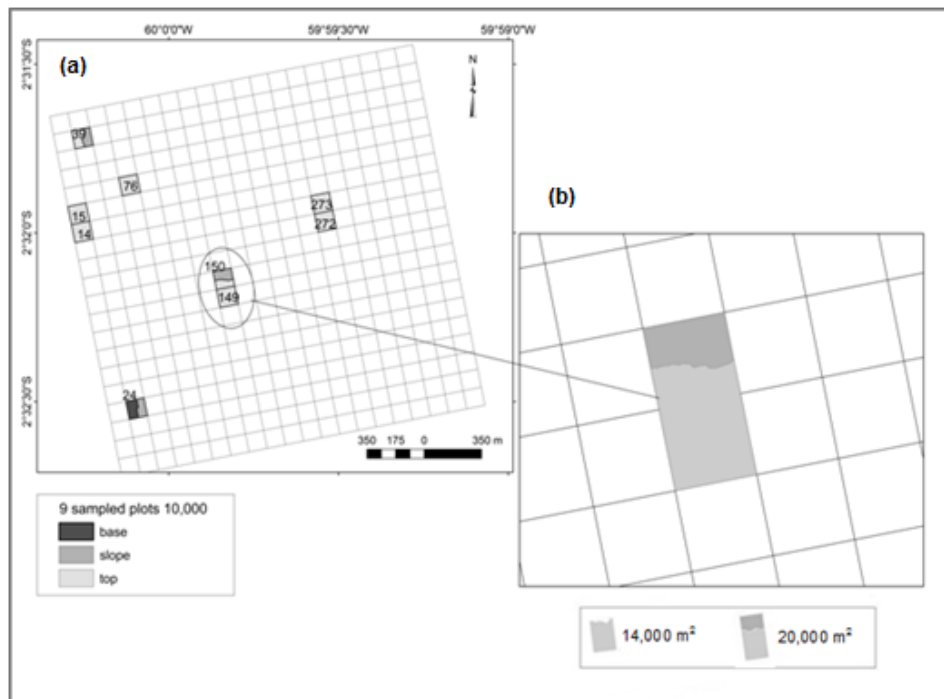 60°0'0"W 59°59'30"W 59°59'0"W
(a)
2°31'30"S
N
39
76
15
14
2°32'0"S
273
272
150
149
(b)
24
2°32'30"S
350 175 0 350 m
9 sampled plots 10,000
base
slope
top
14,000 m²
20,000 m²